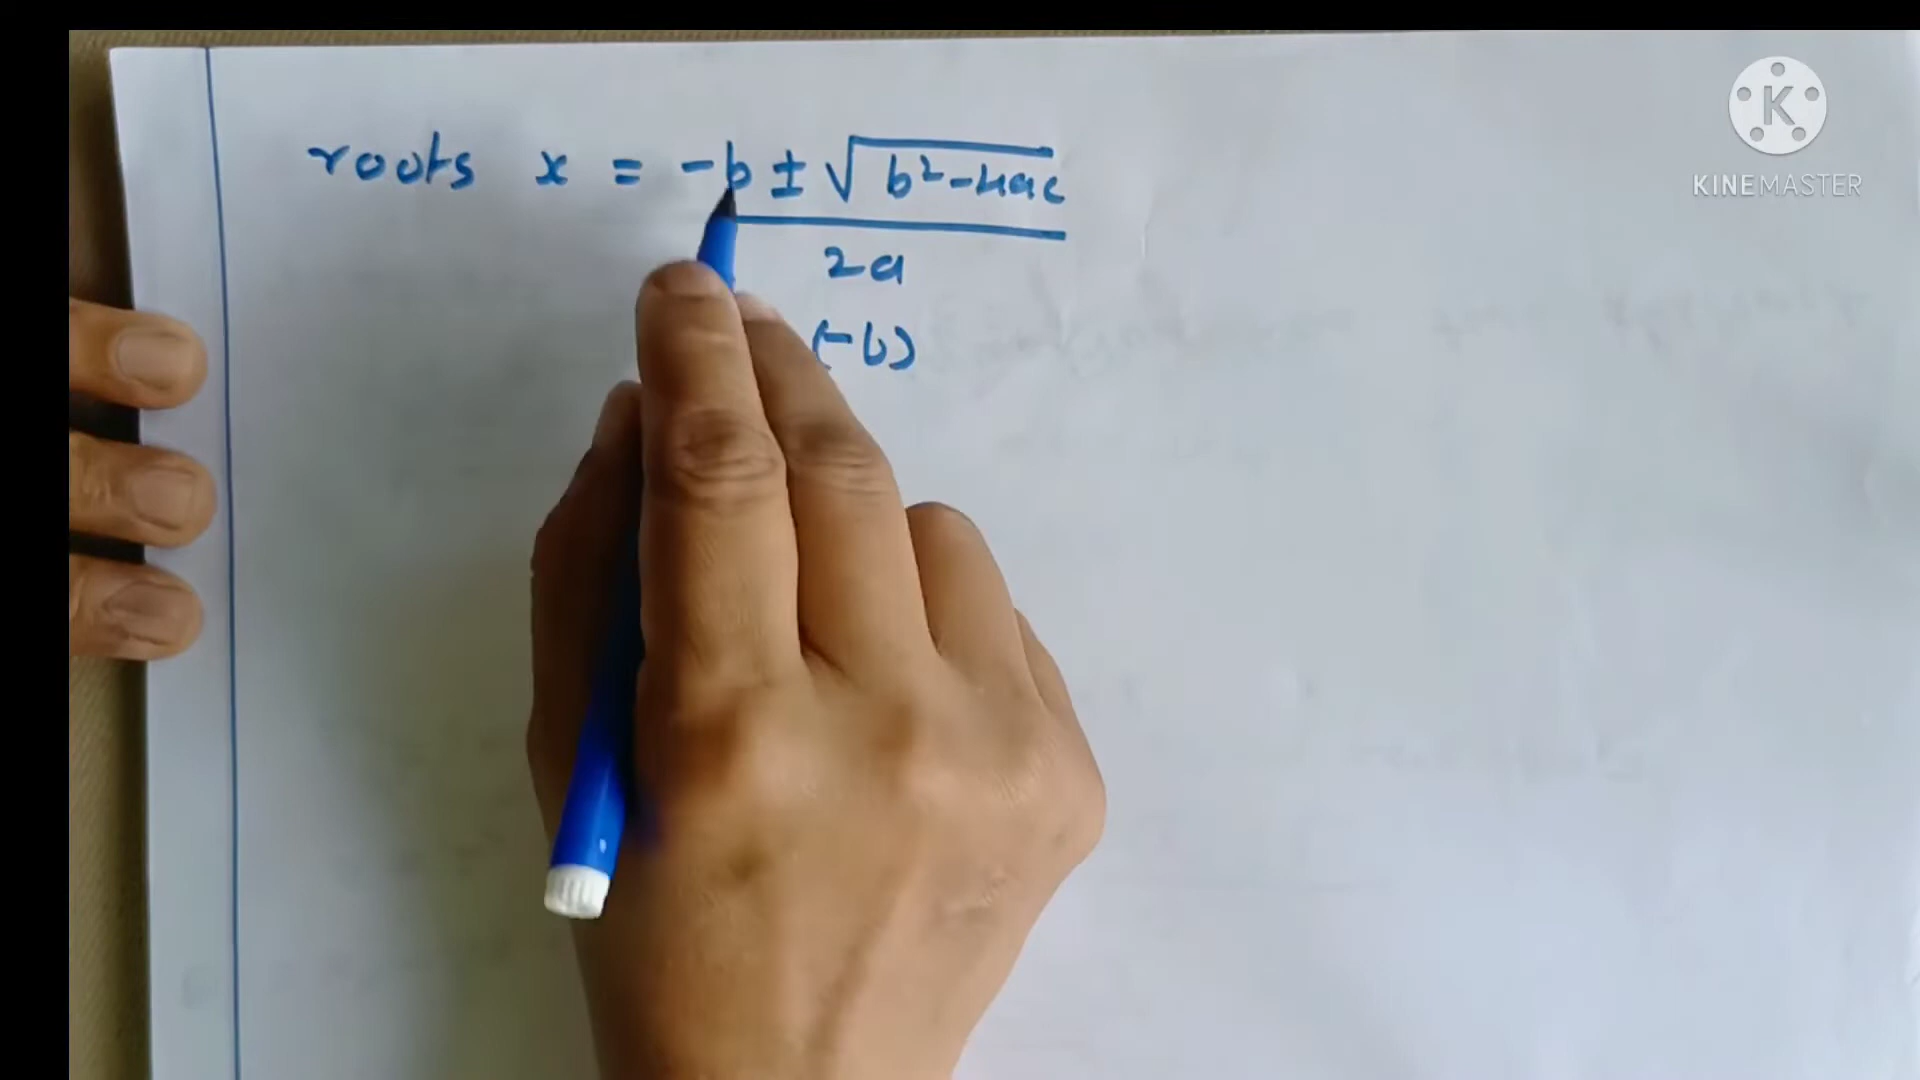 roots x = -b ± √b²-4ac
2a
(-b)
K
KINEMASTER